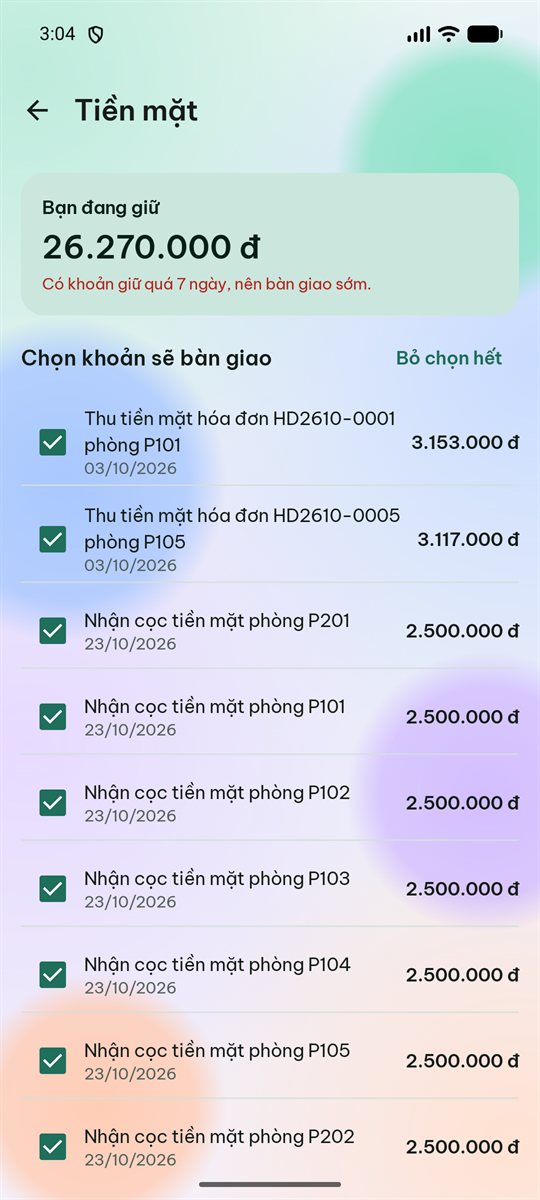 3:04
Tiền mặt
Bạn đang giữ
26.270.000 đ
Có khoản giữ quá 7 ngày, nên bàn giao sớm.
Chọn khoản sẽ bàn giao
Bỏ chọn hết
Thu tiền mặt hóa đơn HD2610-0001
phòng P101
3.153.000 đ
03/10/2026
Thu tiền mặt hóa đơn HD2610-0005
phòng P105
3.117.000 đ
03/10/2026
Nhận cọc tiền mặt phòng P201
2.500.000 đ
23/10/2026
Nhận cọc tiền mặt phòng P101
2.500.000 đ
23/10/2026
Nhận cọc tiền mặt phòng P102
2.500.000 đ
23/10/2026
Nhận cọc tiền mặt phòng P103
2.500.000 đ
23/10/2026
Nhận cọc tiền mặt phòng P104
2.500.000 đ
23/10/2026
Nhận cọc tiền mặt phòng P105
2.500.000 đ
23/10/2026
Nhận cọc tiền mặt phòng P202
2.500.000 đ
23/10/2026